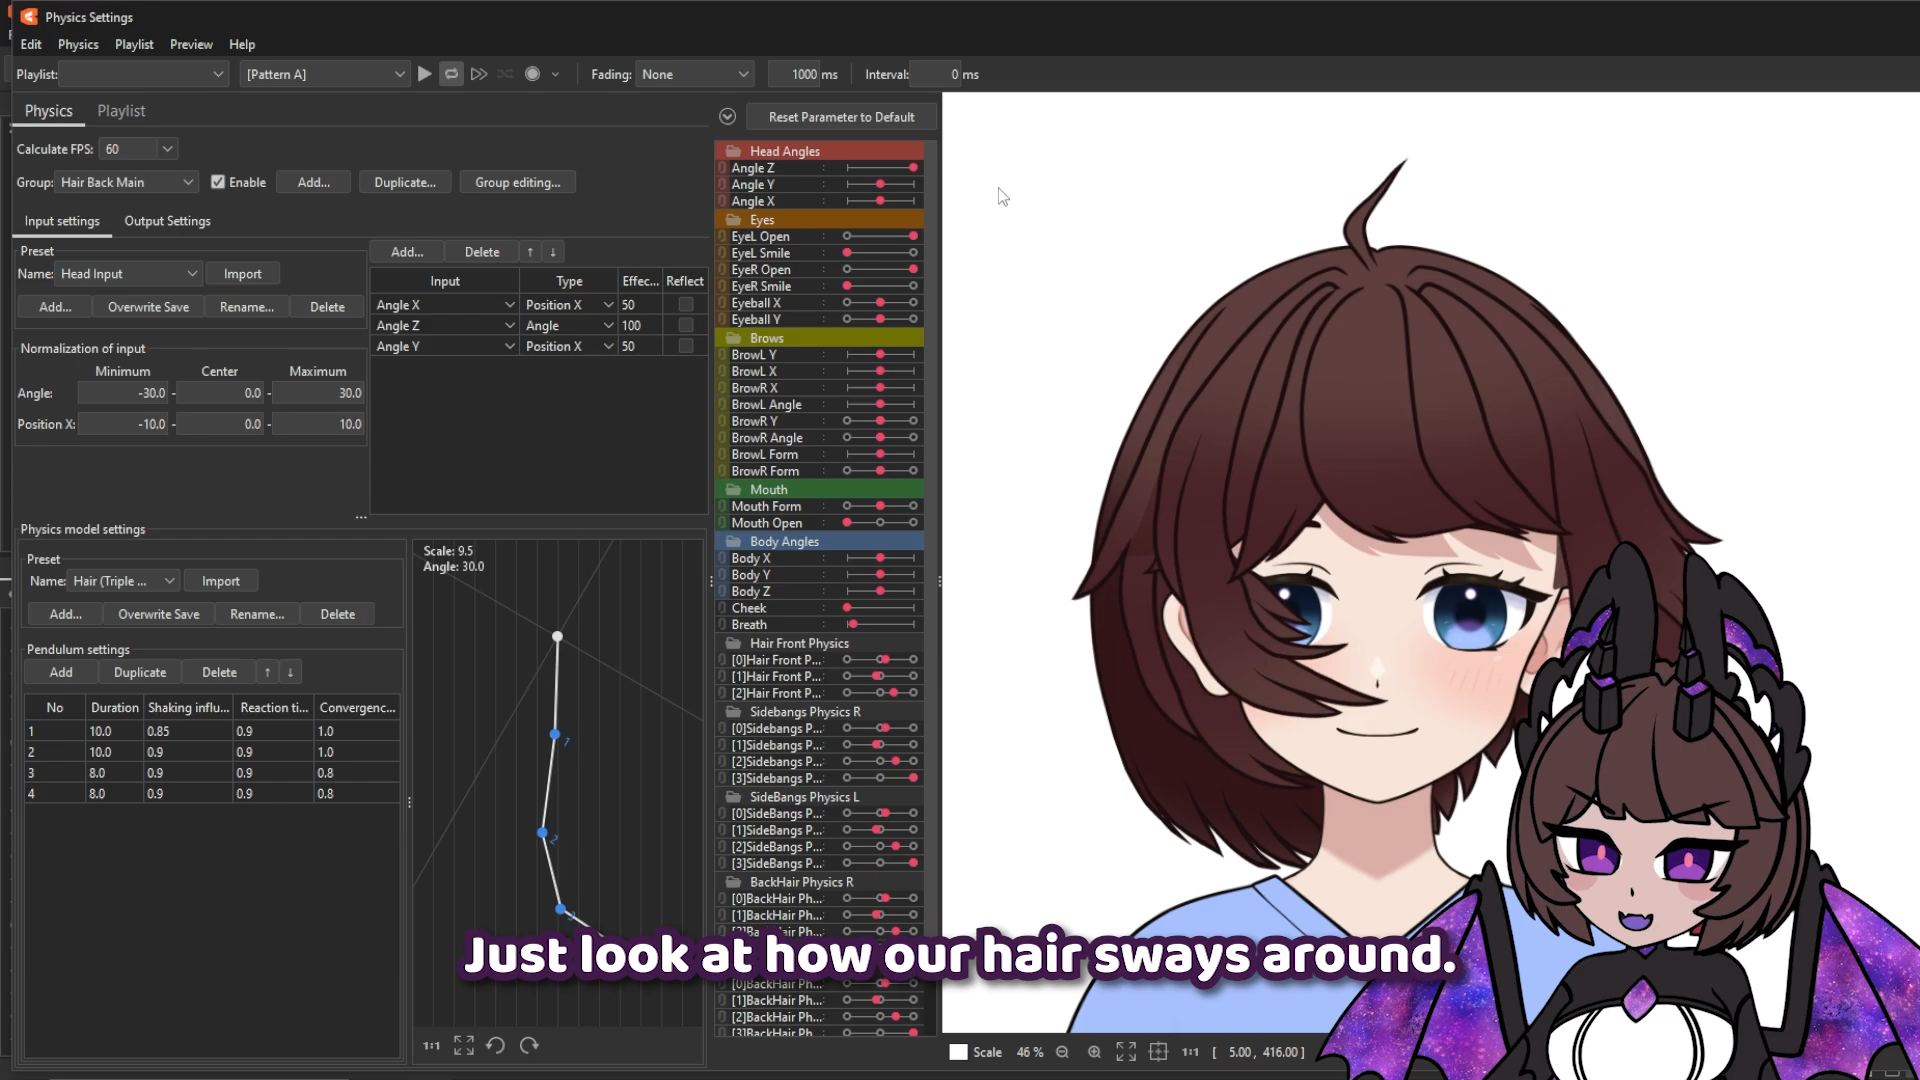 Physics Settings
Edit Physics Playlist Preview Help
Playlist: [Pattern A] Fading: None 1000 ms Interval: 0 ms
Physics Playlist
Calculate FPS: 60
Group: Hair Back Main Enable Add... Duplicate... Group editing...
Input settings Output Settings
Preset
Name: Head Input Import
Add... Overwrite Save Rename... Delete
Normalization of input
Minimum Center Maximum
Angle: -30.0 - 0.0 - 30.0
Position X: -10.0 - 0.0 - 10.0
Add... Delete ↑ ↓
Input Type Effec... Reflect
Angle X Position X 50
Angle Z Angle 100
Angle Y Position X 50
Physics model settings
Preset
Name: Hair (Triple ... Import
Add... Overwrite Save Rename... Delete
Pendulum settings
Add Duplicate Delete ↑ ↓
No Duration Shaking influ... Reaction ti... Convergenc...
1 10.0 0.85 0.9 1.0
2 10.0 0.9 0.9 1.0
3 8.0 0.9 0.9 0.8
4 8.0 0.9 0.9 0.8
Scale: 9.5
Angle: 30.0
1
2
1:1
Reset Parameter to Default
Head Angles
Angle Z :
Angle Y :
Angle X :
Eyes
EyeL Open :
EyeL Smile :
EyeR Open :
EyeR Smile :
Eyeball X :
Eyeball Y :
Brows
BrowL Y :
BrowL X :
BrowR X :
BrowL Angle :
BrowR Y :
BrowR Angle :
BrowL Form :
BrowR Form :
Mouth
Mouth Form :
Mouth Open :
Body Angles
Body X :
Body Y :
Body Z :
Cheek :
Breath :
Hair Front Physics
[0]Hair Front P...:
[1]Hair Front P...:
[2]Hair Front P...:
Sidebangs Physics R
[0]Sidebangs P...:
[1]Sidebangs P...:
[2]Sidebangs P...:
[3]Sidebangs P...:
SideBangs Physics L
[0]SideBangs P...:
[1]SideBangs P...:
[2]SideBangs P...:
[3]SideBangs P...:
BackHair Physics R
[0]BackHair Ph...:
[1]BackHair Ph...:
[2]BackHair Ph...:
[0]BackHair Ph...:
[1]BackHair Ph...:
[2]BackHair Ph...:
[3]BackHair Ph...:
Just look at how our hair sways around.
Scale 46 % 1:1 [ 5.00 , 416.00 ]